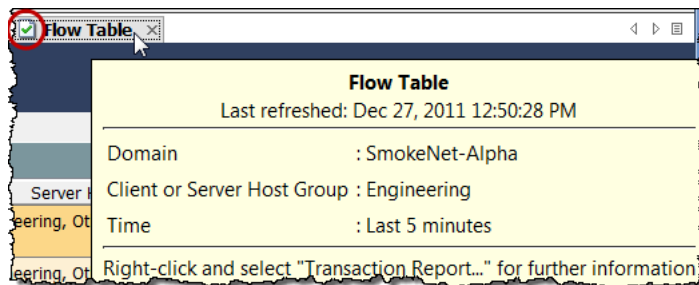 Flow Table
Flow Table
Last refreshed: Dec 27, 2011 12:50:28 PM
Domain : SmokeNet-Alpha
Server
Client or Server Host Group : Engineering
eering, Ot
Time : Last 5 minutes
eering, Ot
Right-click and select "Transaction Report..." for further information